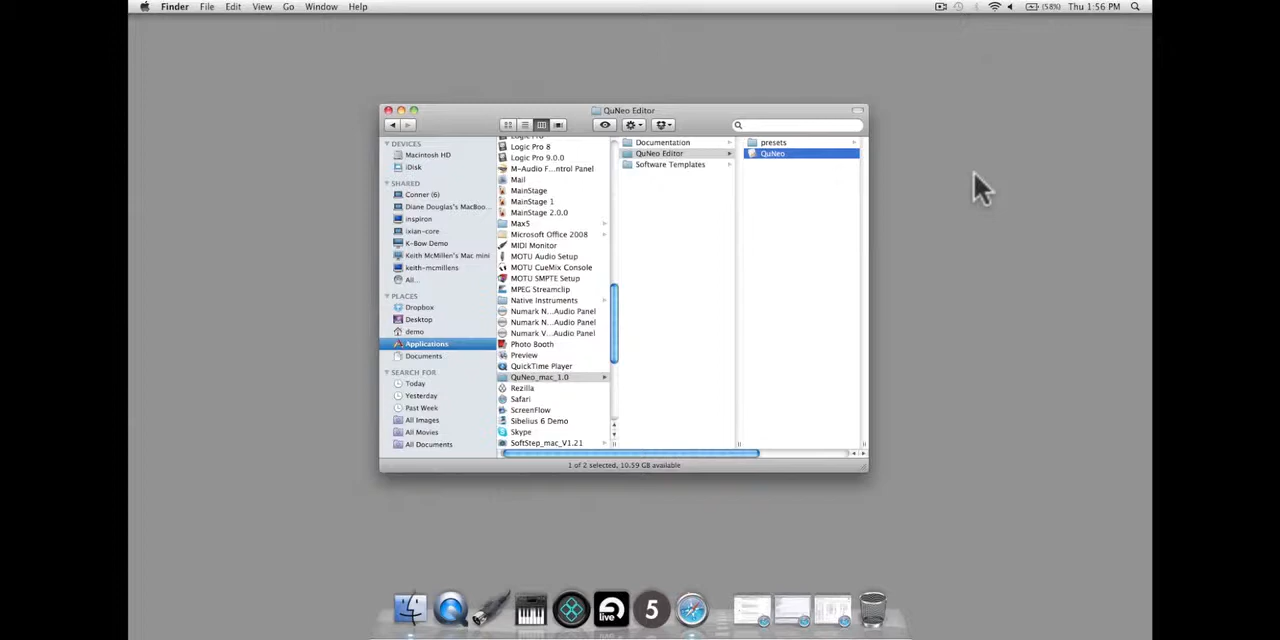 Finder File Edit View Go Window Help (58%) Thu 1:56 PM
QuNeo Editor
DEVICES
Macintosh HD
iDisk
SHARED
Conner (6)
Diane Douglas's MacBoo...
inspiron
ixian-core
K-Bow Demo
Keith McMillen's Mac mini
keith-mcmillens
All...
PLACES
Dropbox
Desktop
demo
Applications
Documents
SEARCH FOR
Today
Yesterday
Past Week
All Images
All Movies
All Documents
Logic Pro
Logic Pro 8
Logic Pro 9.0.0
M-Audio F...ntrol Panel
Mail
MainStage
MainStage 1
MainStage 2.0.0
Max5
Microsoft Office 2008
MIDI Monitor
MOTU Audio Setup
MOTU CueMix Console
MOTU SMPTE Setup
MPEG Streamclip
Native Instruments
Numark N...Audio Panel
Numark N...Audio Panel
Numark V...Audio Panel
Photo Booth
Preview
QuickTime Player
QuNeo_mac_1.0
Rezilla
Safari
ScreenFlow
Sibelius 6 Demo
Skype
SoftStep_mac_V1.21
Documentation
QuNeo Editor
Software Templates
presets
QuNeo
1 of 2 selected, 10.59 GB available
live
5